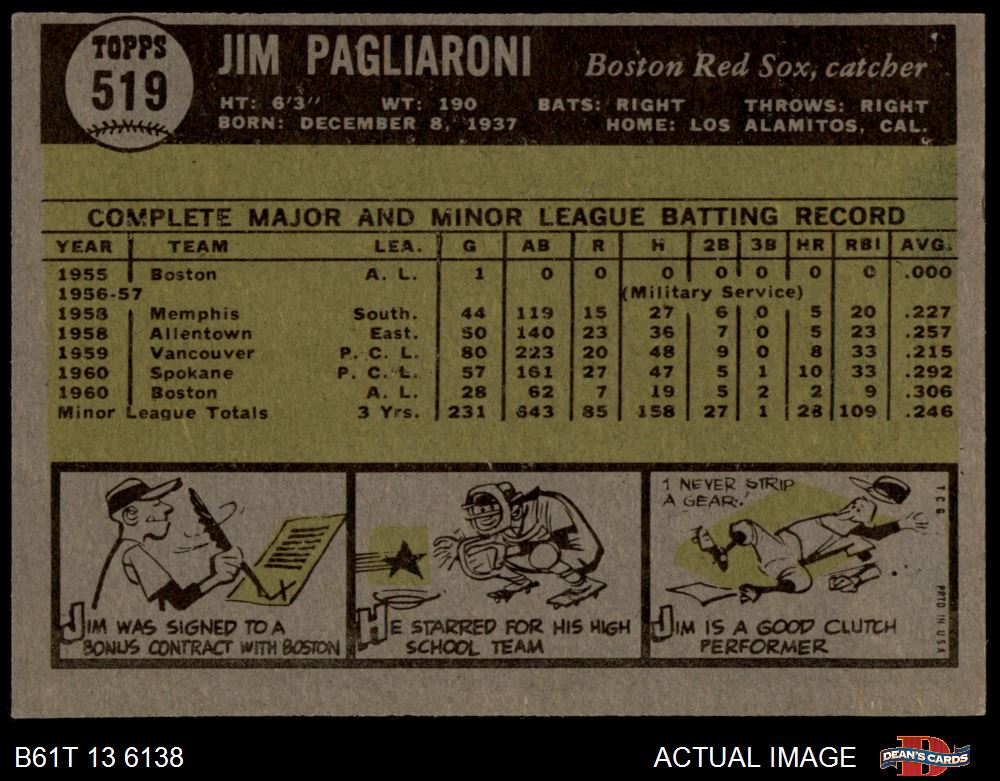 TOPPS
519
JIM PAGLIARONI
Boston Red Sox, catcher
HT: 6'3" WT: 190 BATS: RIGHT THROWS: RIGHT
BORN: DECEMBER 8, 1937 HOME: LOS ALAMITOS, CAL.
COMPLETE MAJOR AND MINOR LEAGUE BATTING RECORD
YEAR TEAM LEA. G AB R H 2B 3B HR RBI AVG.
1955 Boston A. L. 1 0 0 0 0 0 0 0 .000
1956-57 (Military Service)
1958 Memphis South. 44 119 15 27 6 0 5 20 .227
1958 Allentown East. 50 140 23 36 7 0 5 23 .257
1959 Vancouver P. C. L. 80 223 20 48 9 0 8 33 .215
1960 Spokane P. C. L. 57 161 27 47 5 1 10 33 .292
1960 Boston A. L. 28 62 7 19 5 2 2 9 .306
Minor League Totals 3 Yrs. 231 643 85 158 27 1 28 109 .246
X
JIM WAS SIGNED TO A
BONUS CONTRACT WITH BOSTON
HE STARRED FOR HIS HIGH
SCHOOL TEAM
I NEVER STRIP
A GEAR!
JIM IS A GOOD CLUTCH
PERFORMER
T.C.G.
PRTD IN USA
B61T 13 6138
ACTUAL IMAGE
DEAN'S CARDS